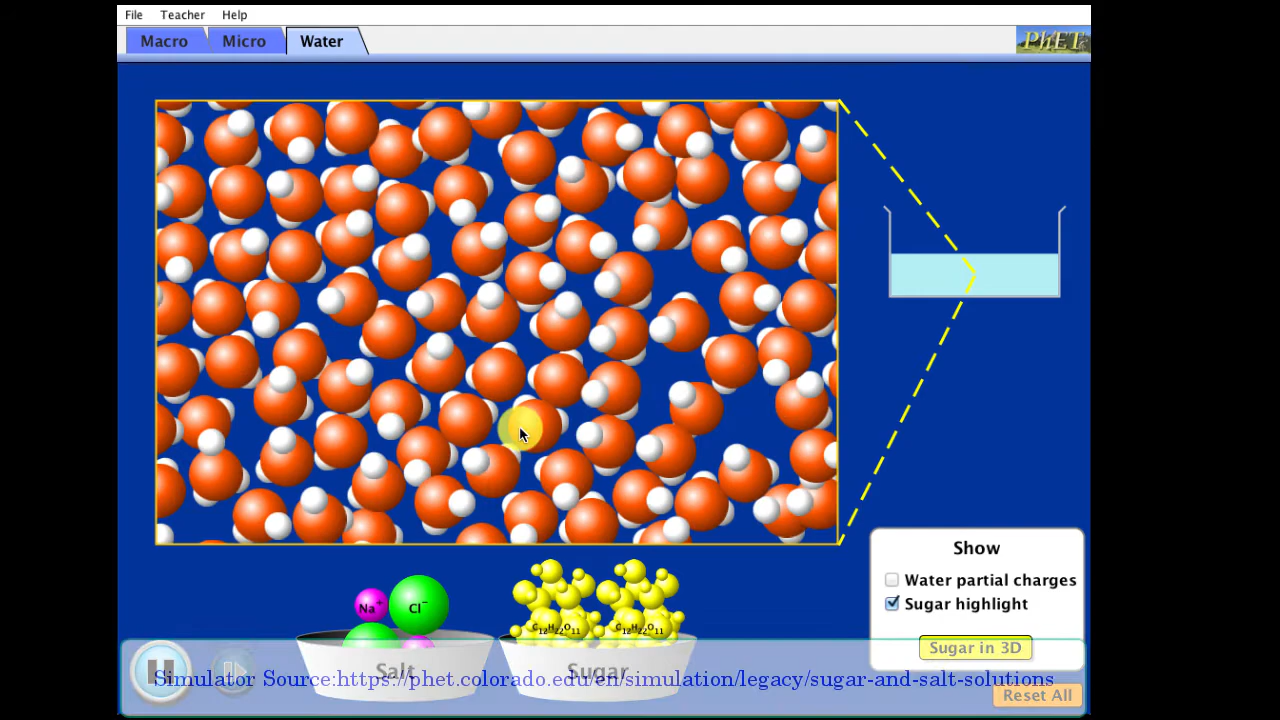 File Teacher Help
Macro Micro Water
PhET
Show
Water partial charges
Sugar highlight
Na+ Cl−
C12H22O11 C12H22O11
Sugar in 3D
Salt Sugar
Simulator Source:https://phet.colorado.edu/en/simulation/legacy/sugar-and-salt-solutions
Reset All